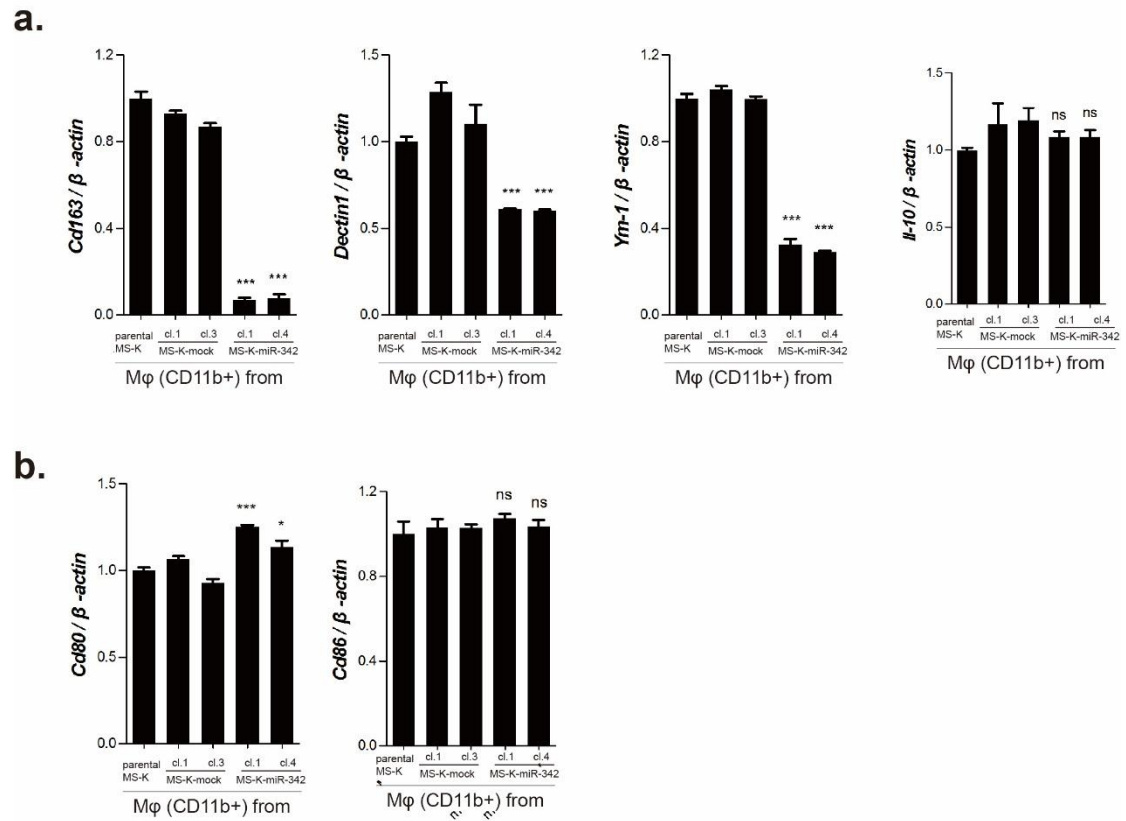 a.
Cd163 / β -actin
1.2
0.8
0.4
0.0
*** ***
parental MS-K
cl.1 cl.3 cl.1 cl.4
MS-K-mock MS-K-miR-342
Mφ (CD11b+) from
Dectin1 / β -actin
1.5
1.0
0.5
0.0
*** ***
parental MS-K
cl.1 cl.3 cl.1 cl.4
MS-K-mock MS-K-miR-342
Mφ (CD11b+) from
Ym-1 / β -actin
1.2
0.8
0.4
0.0
*** ***
parental MS-K
cl.1 cl.3 cl.1 cl.4
MS-K-mock MS-K-miR-342
Mφ (CD11b+) from
Il-10 / β -actin
1.5
1.0
0.5
0.0
ns ns
parental MS-K
cl.1 cl.3 cl.1 cl.4
MS-K-mock MS-K-miR-342
Mφ (CD11b+) from
b.
Cd80 / β -actin
1.5
1.0
0.5
0.0
*** *
parental MS-K
cl.1 cl.3 cl.1 cl.4
MS-K-mock MS-K-miR-342
Mφ (CD11b+) from
Cd86 / β -actin
1.2
0.8
0.4
0.0
ns ns
parental MS-K
cl.1 cl.3 cl.1 cl.4
MS-K-mock MS-K-miR-342
Mφ (CD11b+) from